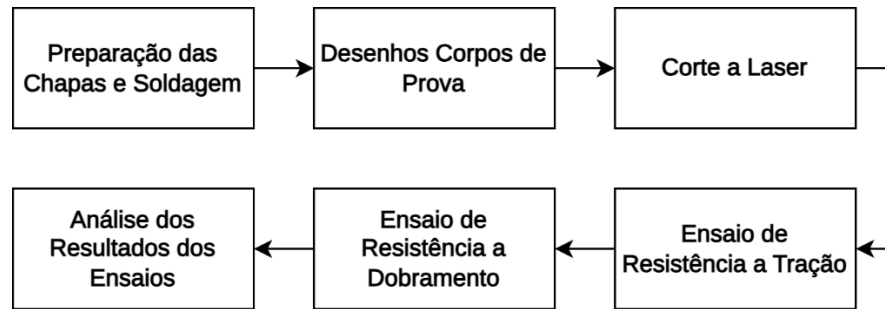 Preparação das
Chapas e Soldagem
Desenhos Corpos de
Prova
Corte a Laser
Ensaio de
Resistência a Tração
Ensaio de
Resistência a
Dobramento
Análise dos
Resultados dos
Ensaios